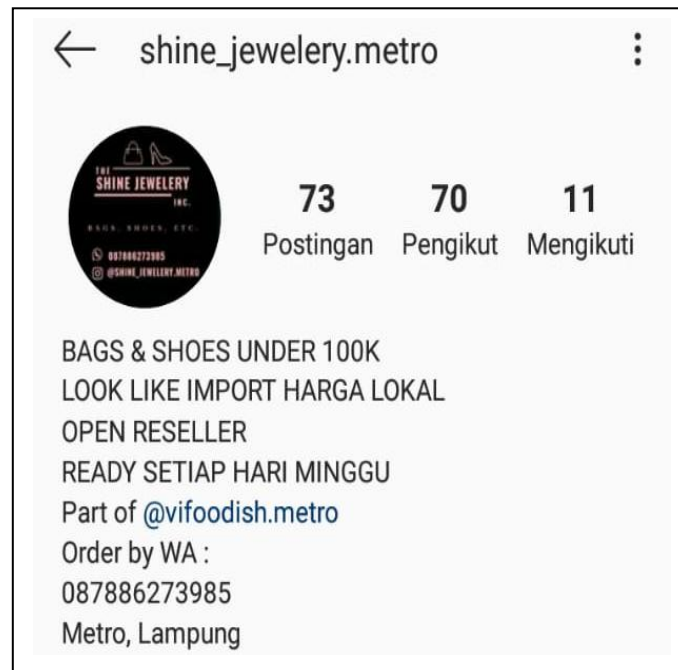 shine_jewelery.metro
THE
SHINE JEWELERY
INC.
BAGS, SHOES, ETC.
087886273985
@SHINE_JEWELERY.METRO
73
70
11
Postingan
Pengikut
Mengikuti
BAGS & SHOES UNDER 100K
LOOK LIKE IMPORT HARGA LOKAL
OPEN RESELLER
READY SETIAP HARI MINGGU
Part of @vifoodish.metro
Order by WA :
087886273985
Metro, Lampung